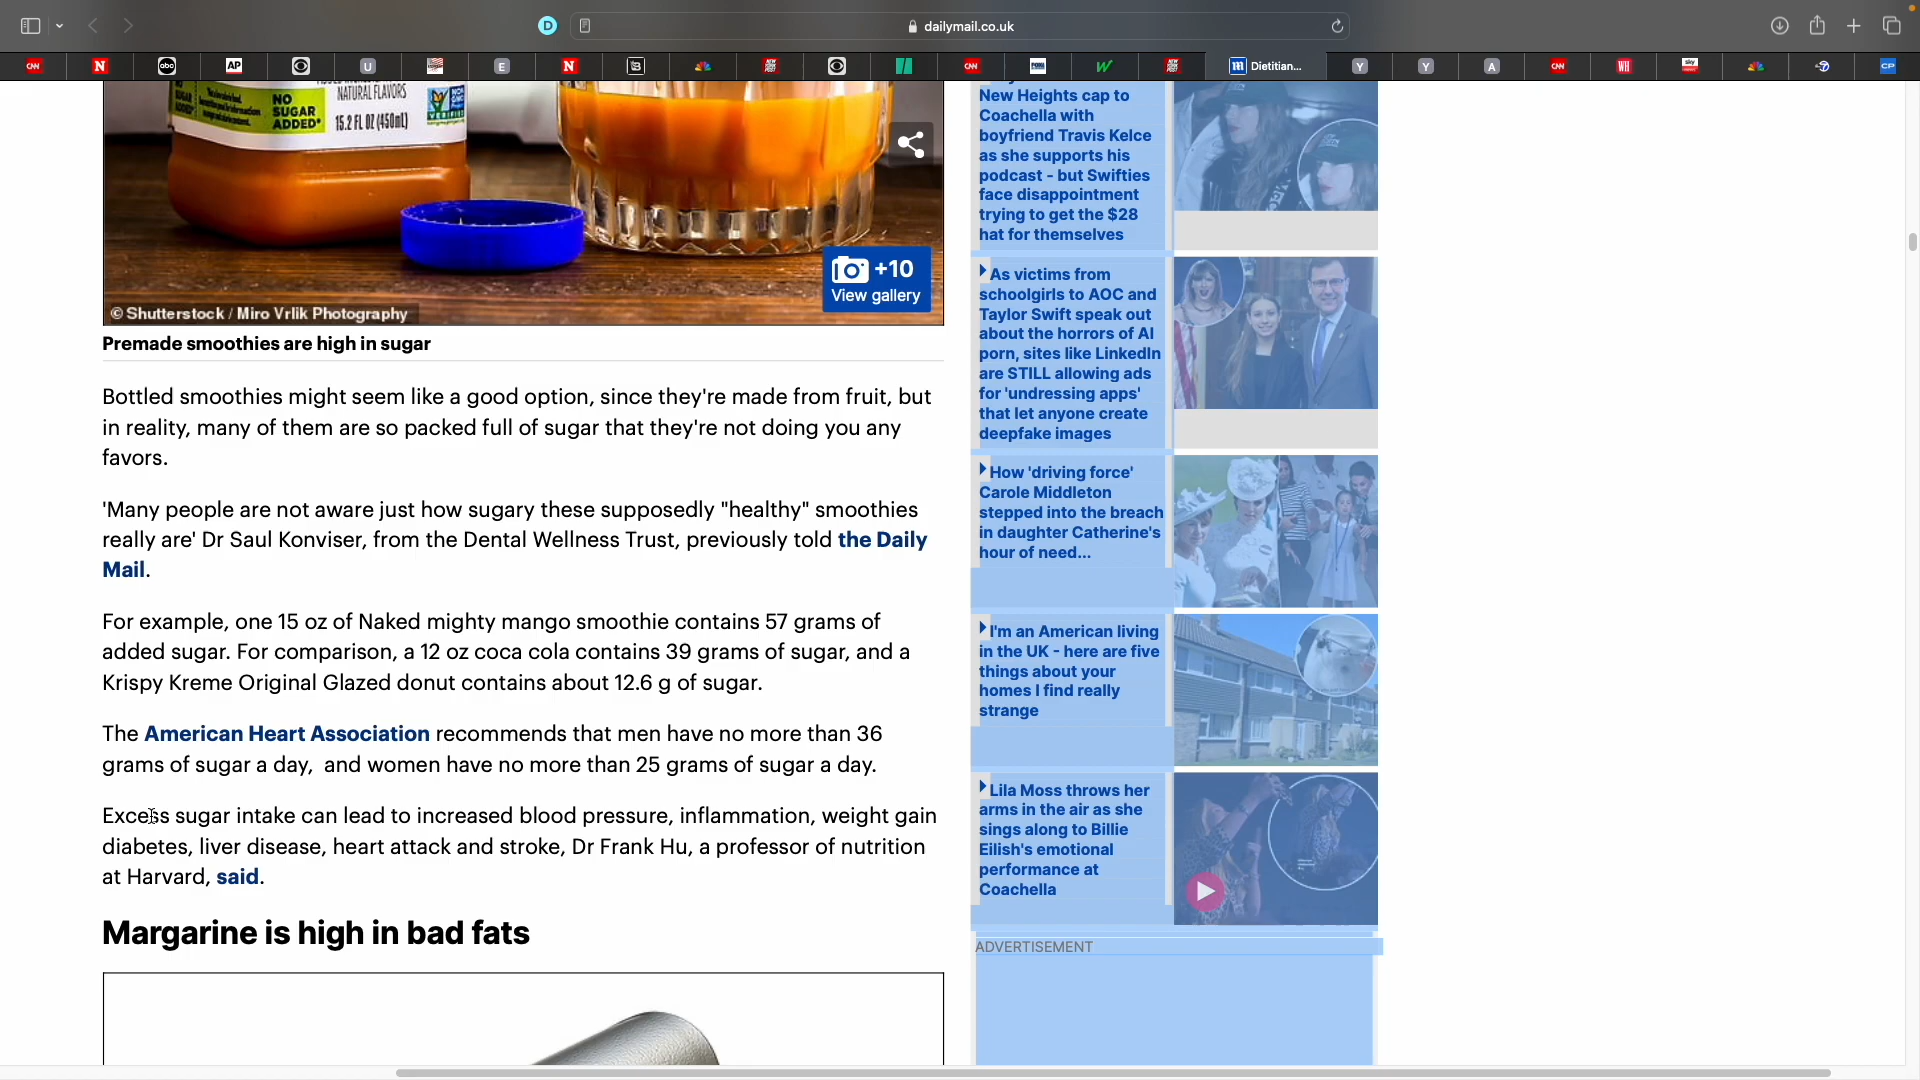 dailymail.co.uk
Dietitian...
NO
SUGAR
ADDED*
NATURAL FLAVORS
15.2 FL OZ (450mL)
+10
View gallery
© Shutterstock / Miro Vrlik Photography
Premade smoothies are high in sugar
Bottled smoothies might seem like a good option, since they're made from fruit, but
in reality, many of them are so packed full of sugar that they're not doing you any
favors.
'Many people are not aware just how sugary these supposedly "healthy" smoothies
really are' Dr Saul Konviser, from the Dental Wellness Trust, previously told the Daily
Mail.
For example, one 15 oz of Naked mighty mango smoothie contains 57 grams of
added sugar. For comparison, a 12 oz coca cola contains 39 grams of sugar, and a
Krispy Kreme Original Glazed donut contains about 12.6 g of sugar.
The American Heart Association recommends that men have no more than 36
grams of sugar a day,  and women have no more than 25 grams of sugar a day.
Excess sugar intake can lead to increased blood pressure, inflammation, weight gain
diabetes, liver disease, heart attack and stroke, Dr Frank Hu, a professor of nutrition
at Harvard, said.
Margarine is high in bad fats
New Heights cap to
Coachella with
boyfriend Travis Kelce
as she supports his
podcast - but Swifties
face disappointment
trying to get the $28
hat for themselves
As victims from
schoolgirls to AOC and
Taylor Swift speak out
about the horrors of AI
porn, sites like LinkedIn
are STILL allowing ads
for 'undressing apps'
that let anyone create
deepfake images
How 'driving force'
Carole Middleton
stepped into the breach
in daughter Catherine's
hour of need...
I'm an American living
in the UK - here are five
things about your
homes I find really
strange
Lila Moss throws her
arms in the air as she
sings along to Billie
Eilish's emotional
performance at
Coachella
ADVERTISEMENT